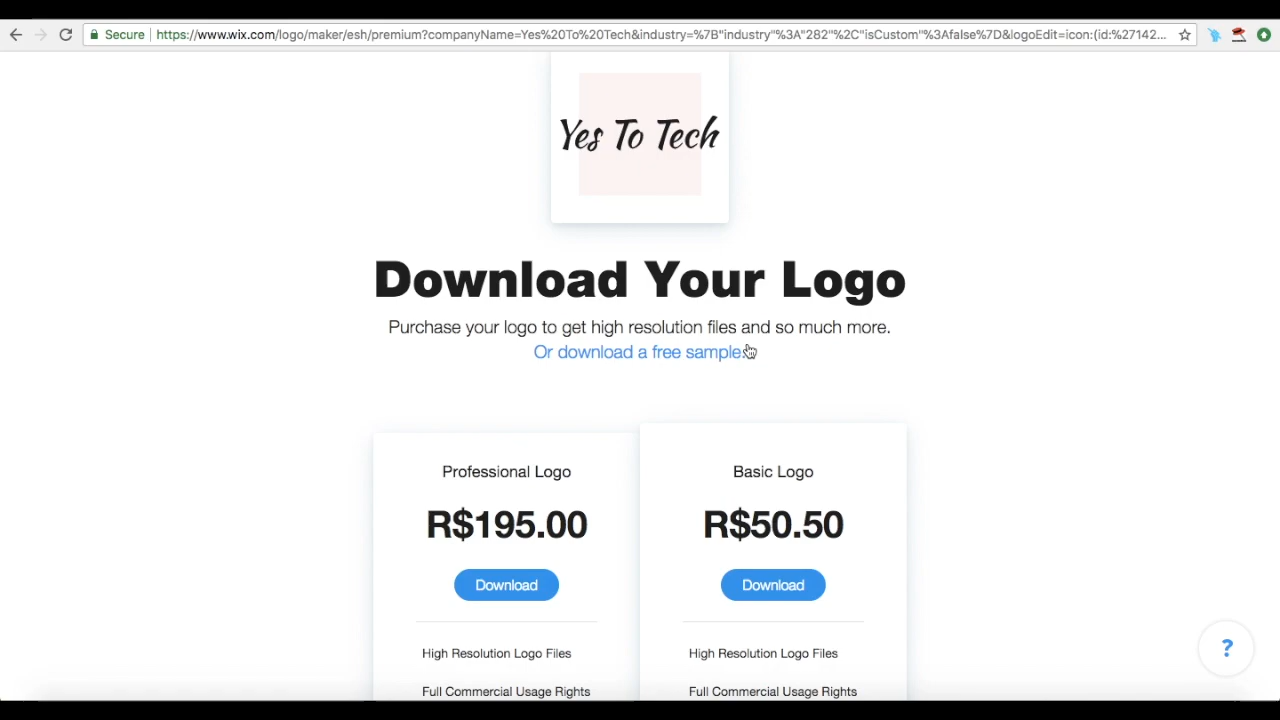 Secure
https://www.wix.com/logo/maker/esh/premium?companyName=Yes%20To%20Tech&industry=%7B"industry"%3A"282"%2C"isCustom"%3Afalse%7D&logoEdit=icon:(id:%27142...
Yes To Tech
Download Your Logo
Purchase your logo to get high resolution files and so much more.
Or download a free sample
Professional Logo
R$195.00
Download
High Resolution Logo Files
Full Commercial Usage Rights
Basic Logo
R$50.50
Download
High Resolution Logo Files
Full Commercial Usage Rights
?